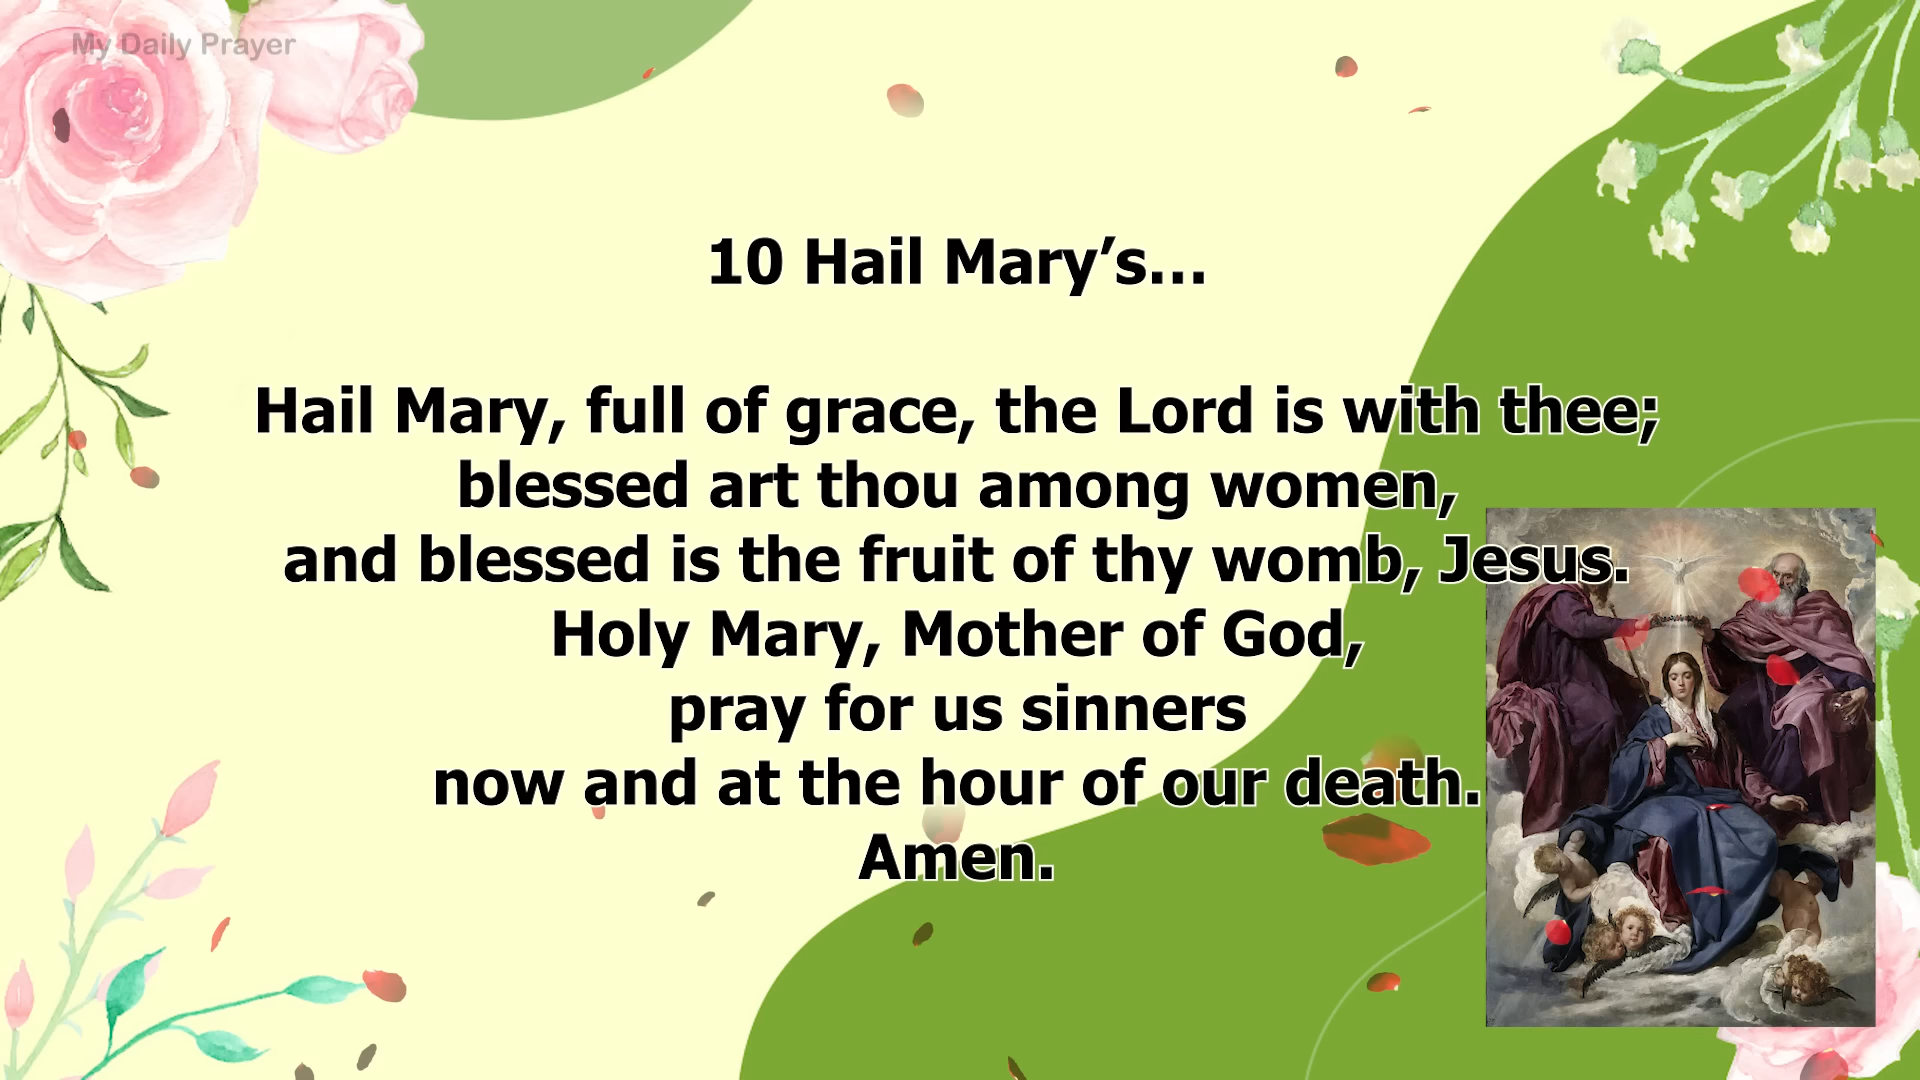 My Daily Prayer
10 Hail Mary’s...
Hail Mary, full of grace, the Lord is with thee;
blessed art thou among women,
and blessed is the fruit of thy womb, Jesus.
Holy Mary, Mother of God,
pray for us sinners
now and at the hour of our death.
Amen.